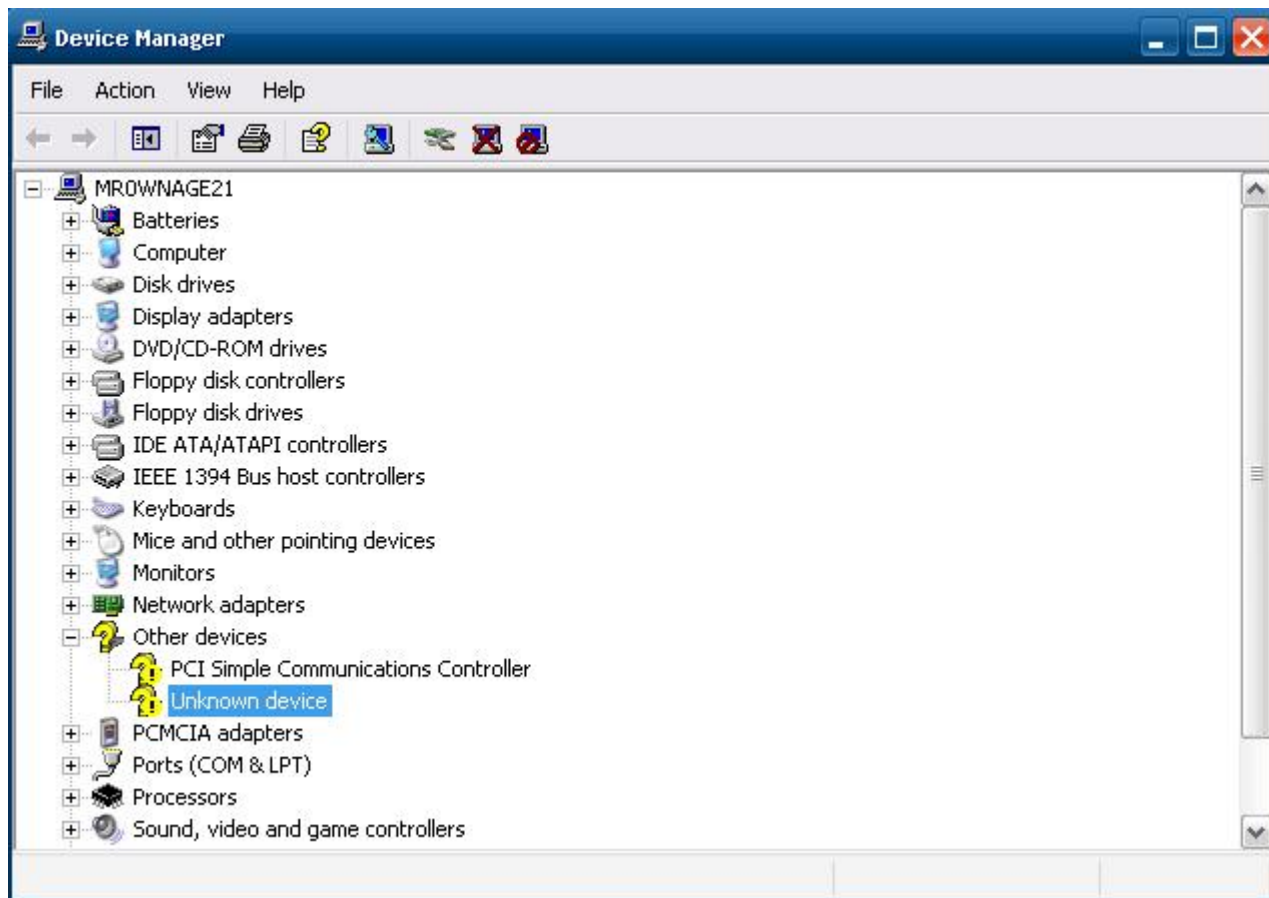 Device Manager
File Action View Help
MROWNAGE21
Batteries
Computer
Disk drives
Display adapters
DVD/CD-ROM drives
Floppy disk controllers
Floppy disk drives
IDE ATA/ATAPI controllers
IEEE 1394 Bus host controllers
Keyboards
Mice and other pointing devices
Monitors
Network adapters
Other devices
PCI Simple Communications Controller
Unknown device
PCMCIA adapters
Ports (COM & LPT)
Processors
Sound, video and game controllers